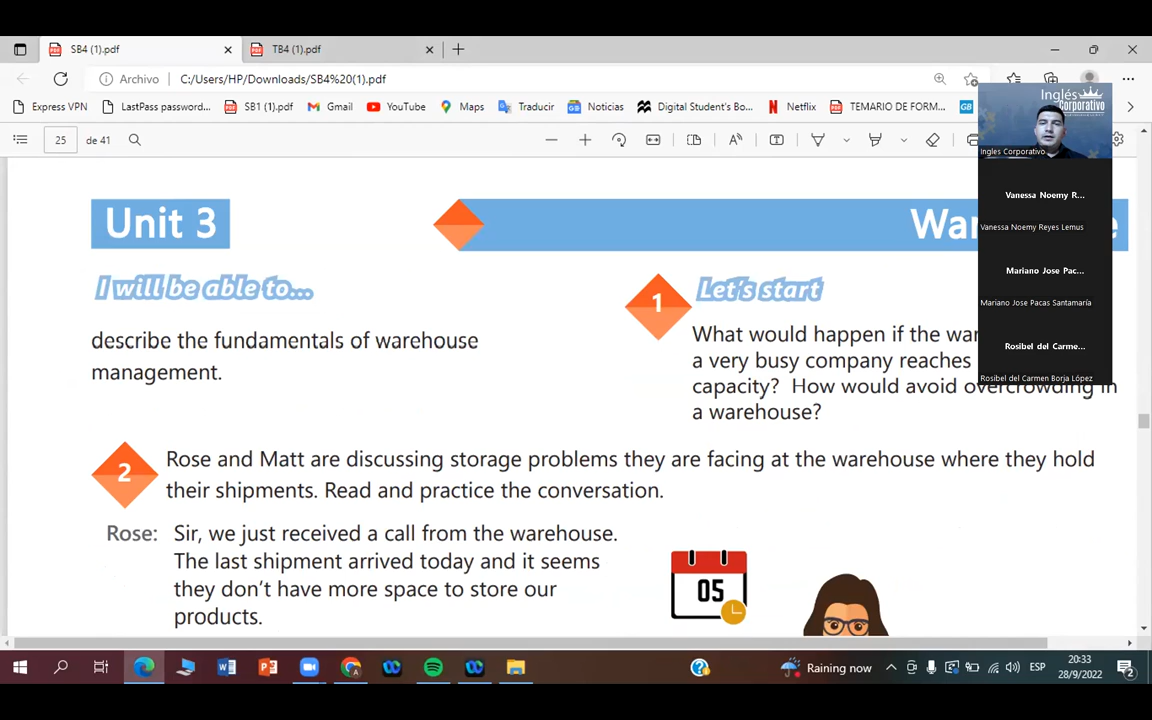 SB4 (1).pdf
TB4 (1).pdf
Archivo
C:/Users/HP/Downloads/SB4%20(1).pdf
Express VPN
LastPass password...
SB1 (1).pdf
Gmail
YouTube
Maps
Traducir
Noticias
Digital Student's Bo...
Netflix
TEMARIO DE FORM...
GB
25 de 41
Inglés
Corporativo
Ingles Corporativo
Vanessa Noemy R...
Vanessa Noemy Reyes Lemus
Mariano Jose Pac...
Mariano Jose Pacas Santamaría
Rosibel del Carme...
Rosibel del Carmen Borja López
Unit 3
I will be able to...
describe the fundamentals of warehouse
management.
1
Let's start
What would happen if the
a very busy company reaches
capacity? How would avoid overcrowding in
a warehouse?
2
Rose and Matt are discussing storage problems they are facing at the warehouse where they hold
their shipments. Read and practice the conversation.
Rose: Sir, we just received a call from the warehouse.
The last shipment arrived today and it seems
they don't have more space to store our
products.
05
Raining now
ESP
20:33
28/9/2022
2